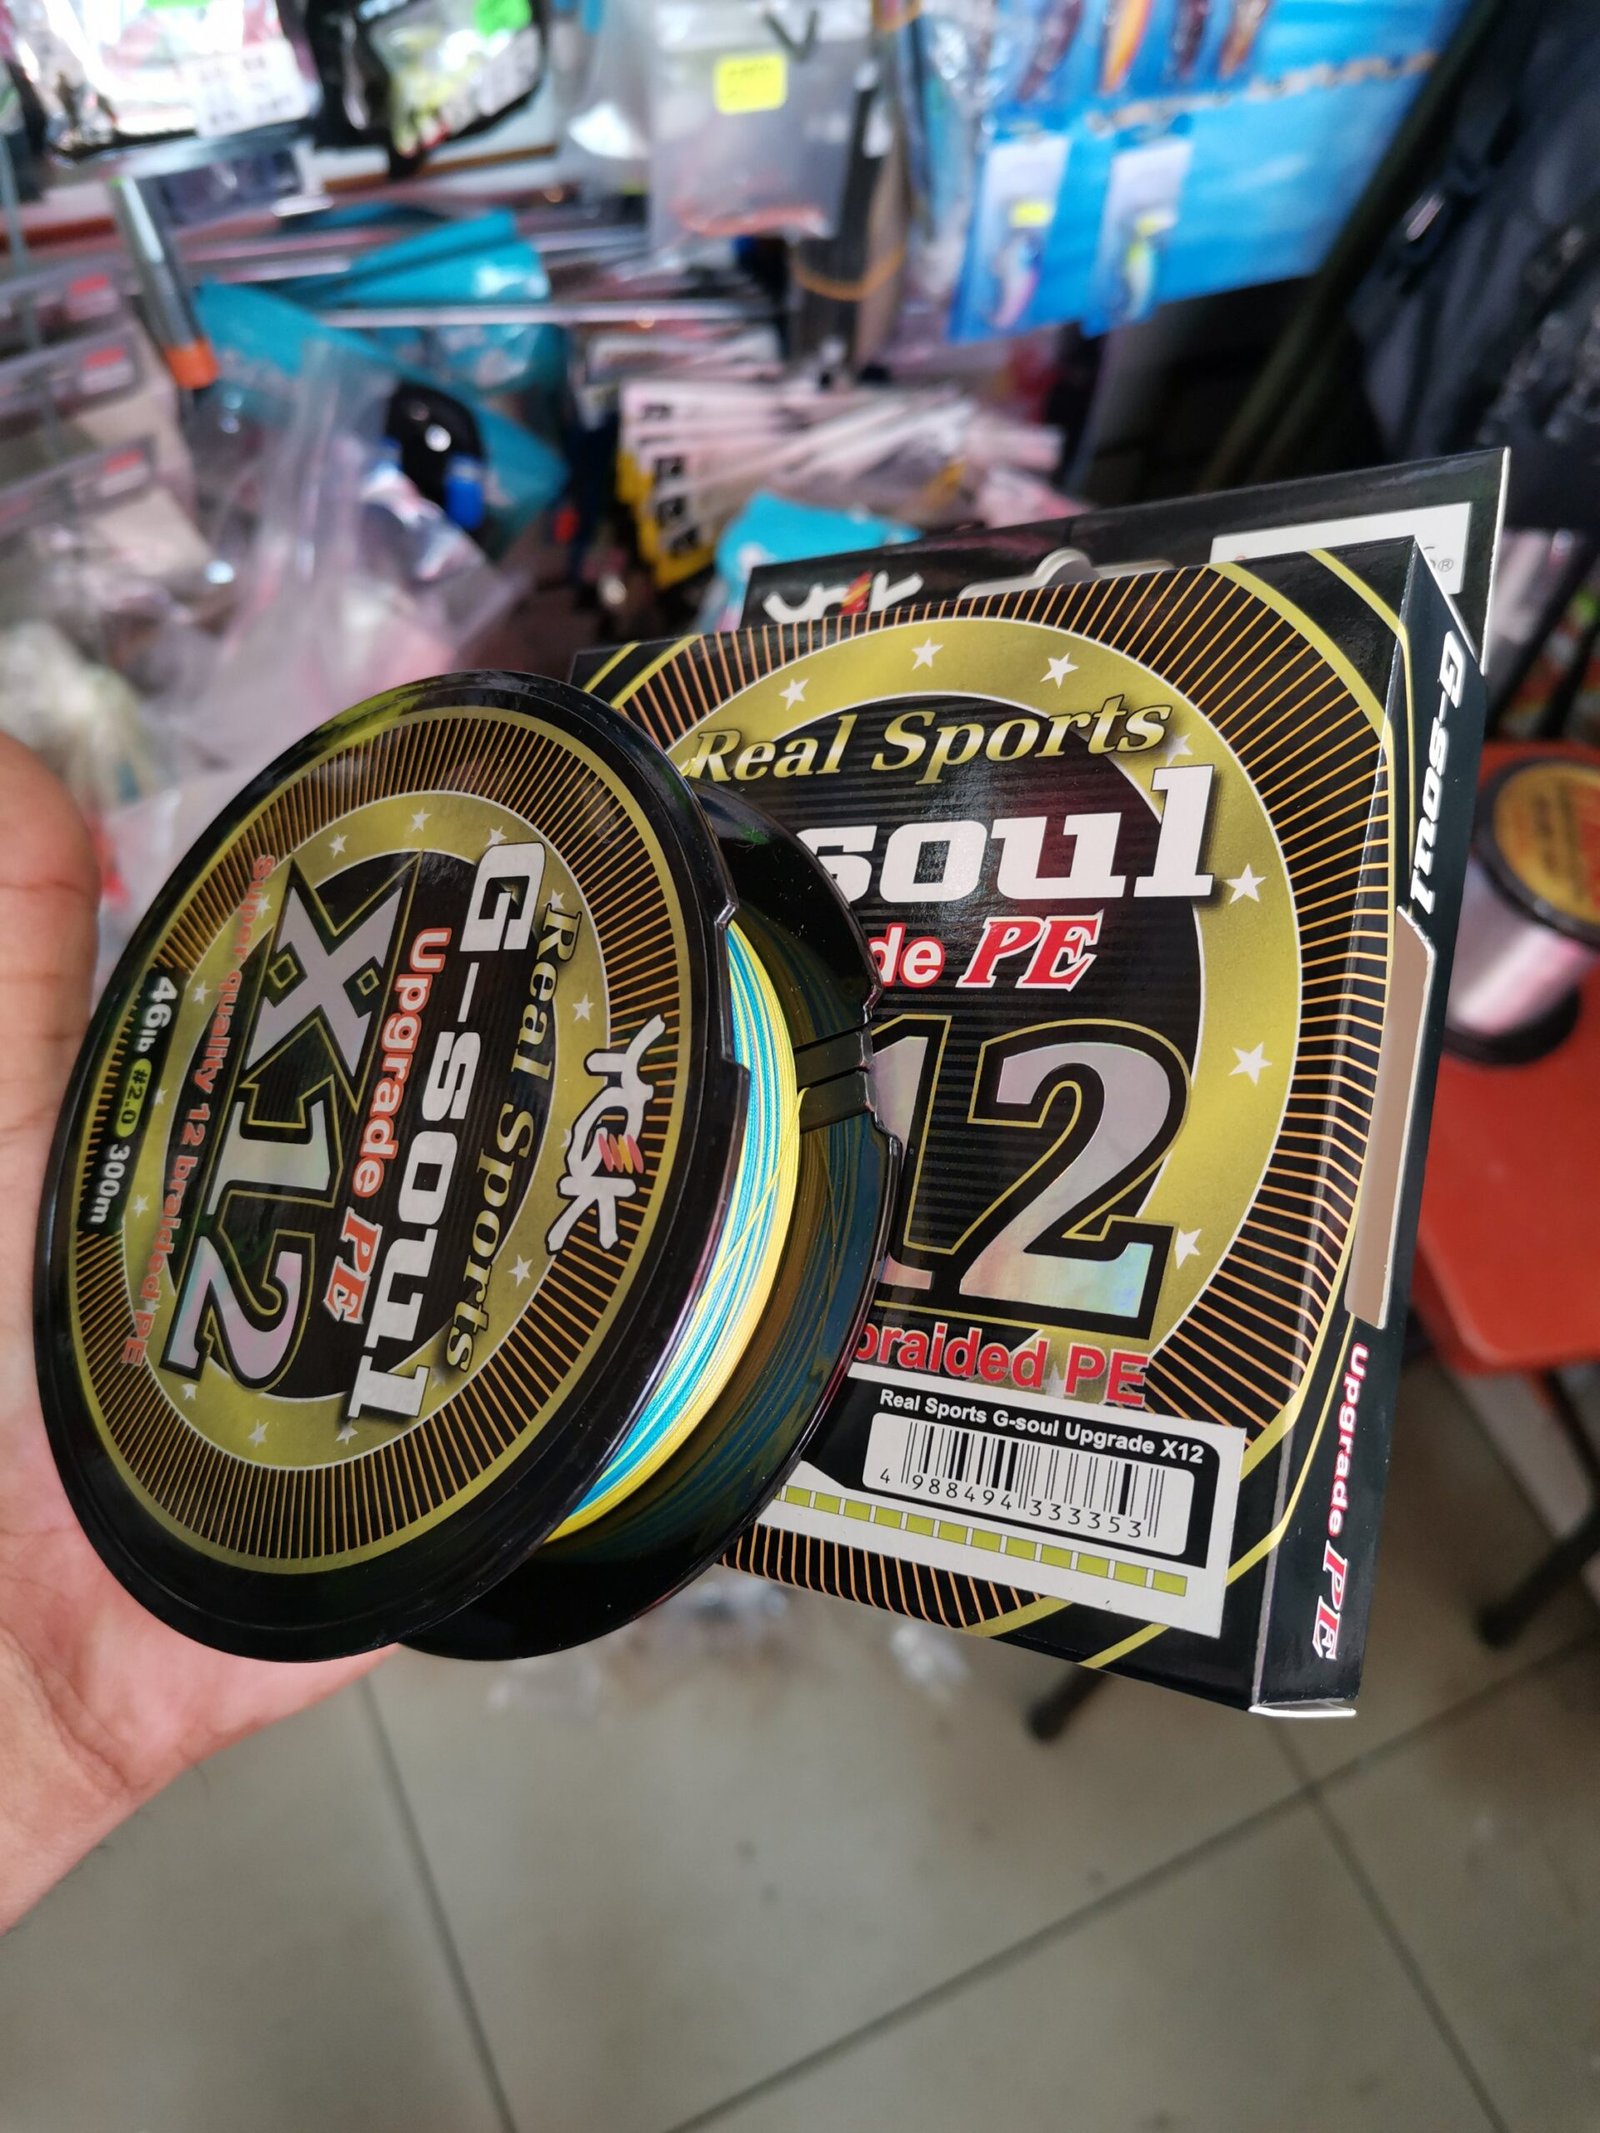 YGK
Real Sports
G-soul
Upgrade PE
X12
Super quality 12 braided PE
46lb #2.0 300m
YGK
®
Real Sports
soul
de PE
12
braided PE
Real Sports G-soul Upgrade X12
4 988494 333353
G-soul
Upgrade PE